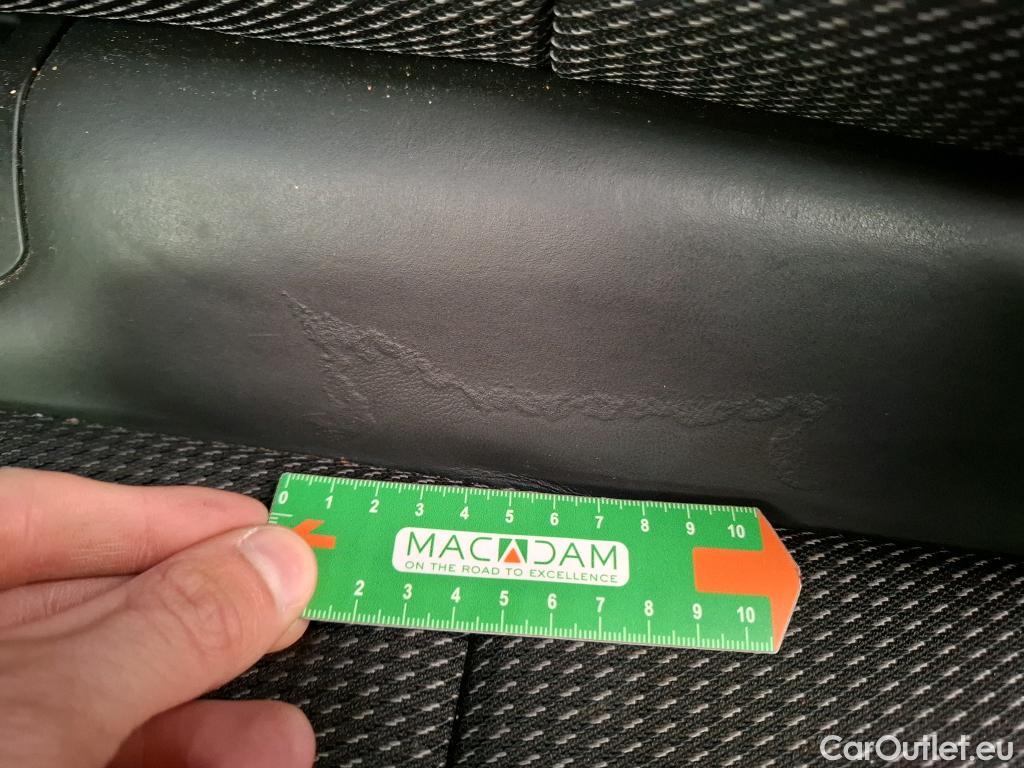 0 1 2 3 4 5 6 7 8 9 10
MACADAM
ON THE ROAD TO EXCELLENCE
2 3 4 5 6 7 8 9 10
CarOutlet.eu